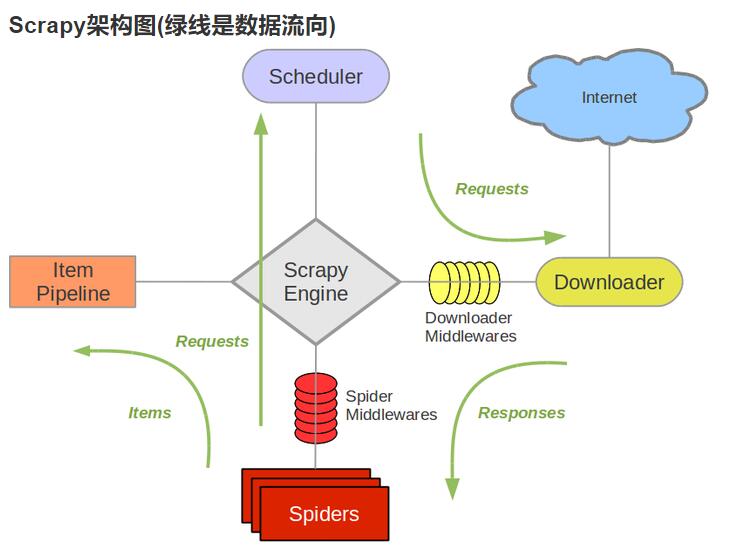 Scrapy架构图(绿线是数据流向)
Scheduler
Internet
Requests
Item
Pipeline
Scrapy
Engine
Downloader
Downloader
Middlewares
Requests
Spider
Middlewares
Items
Responses
Spiders